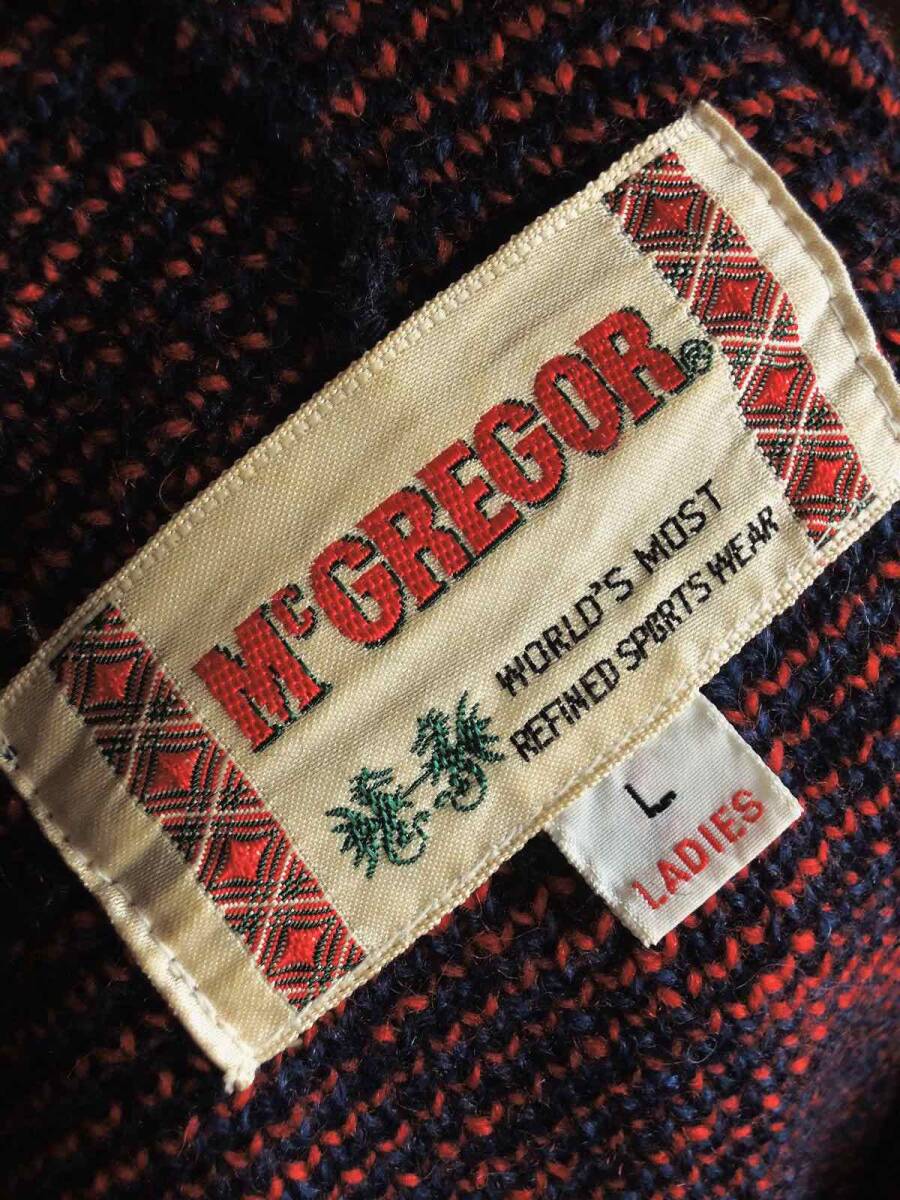 McGREGOR®
WORLD'S MOST
REFINED SPORTS WEAR
L
LADIES